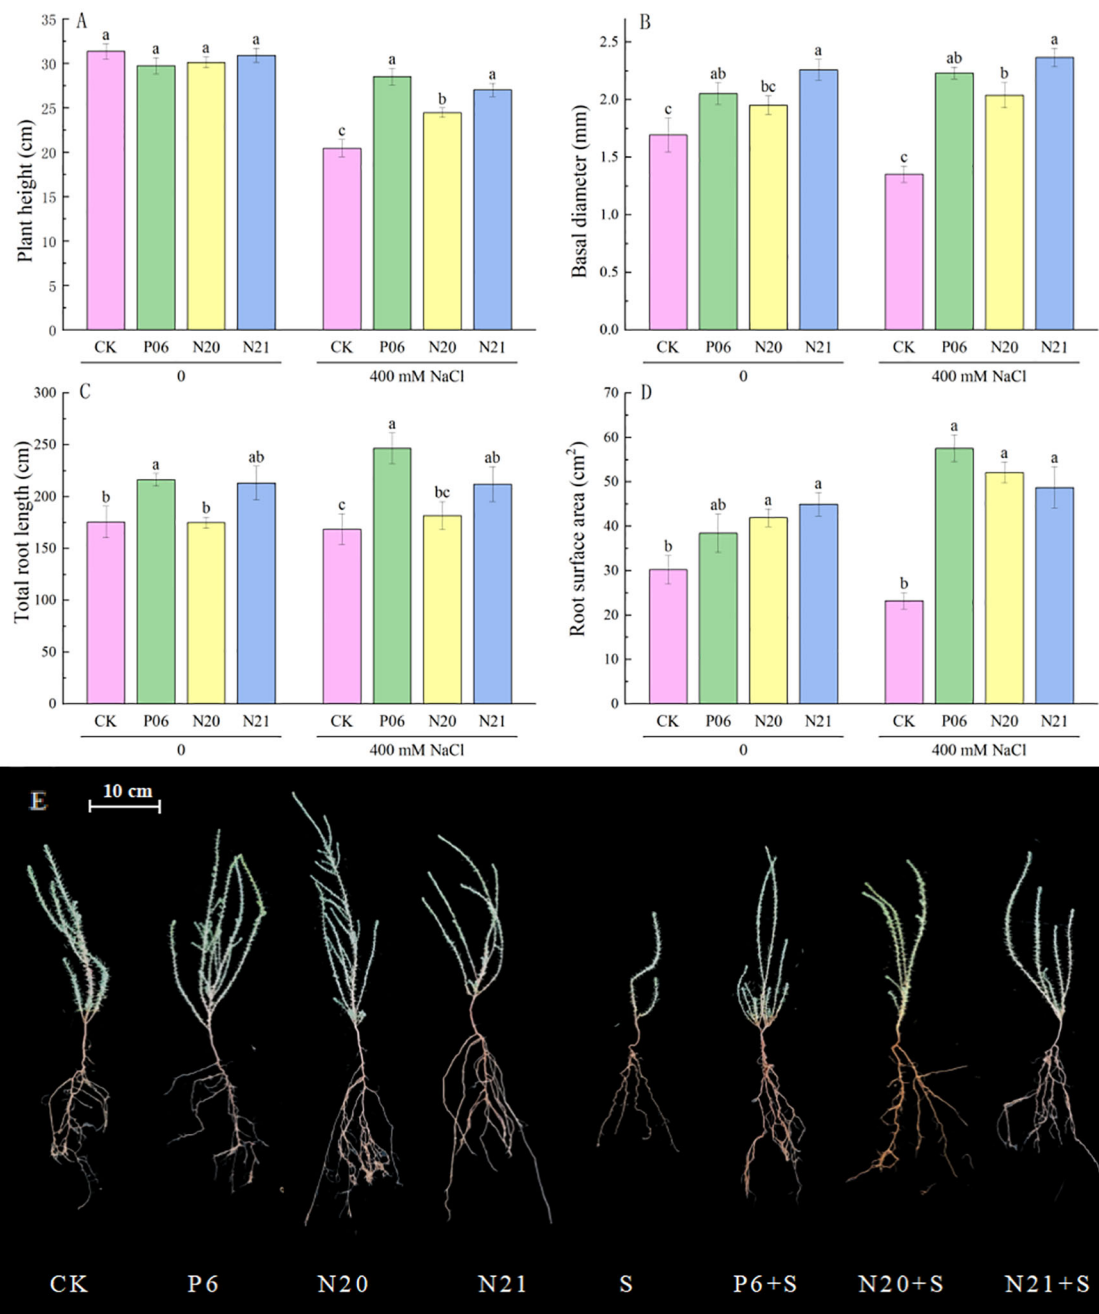 A
Plant height (cm)
35
30
25
20
15
10
5
0
a
a
a
a
c
a
b
a
CK P06 N20 N21 CK P06 N20 N21
0 400 mM NaCl
B
Basal diameter (mm)
2.5
2.0
1.5
1.0
0.5
0.0
c
ab
bc
a
c
ab
b
a
CK P06 N20 N21 CK P06 N20 N21
0 400 mM NaCl
C
Total root length (cm)
300
250
200
150
100
50
0
b
a
b
ab
c
a
bc
ab
CK P06 N20 N21 CK P06 N20 N21
0 400 mM NaCl
D
Root surface area (cm²)
70
60
50
40
30
20
10
0
b
ab
a
a
b
a
a
a
CK P06 N20 N21 CK P06 N20 N21
0 400 mM NaCl
E
10 cm
CK P6 N20 N21 S P6+S N20+S N21+S